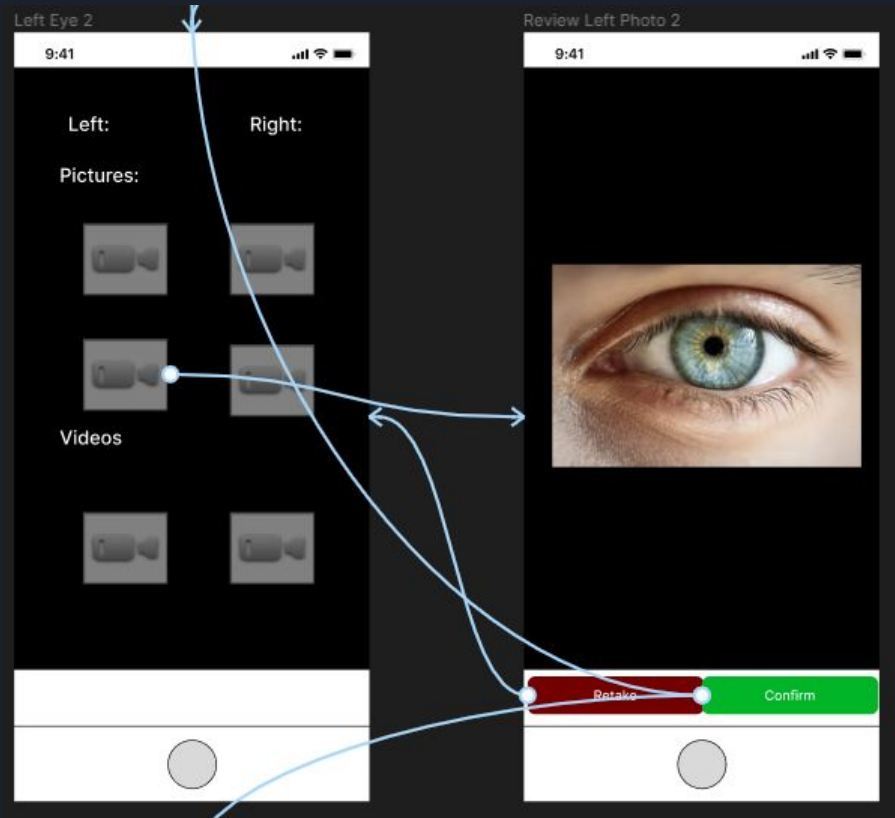 Left Eye 2
9:41
Left:
Right:
Pictures:
Videos
Review Left Photo 2
9:41
Retake
Confirm